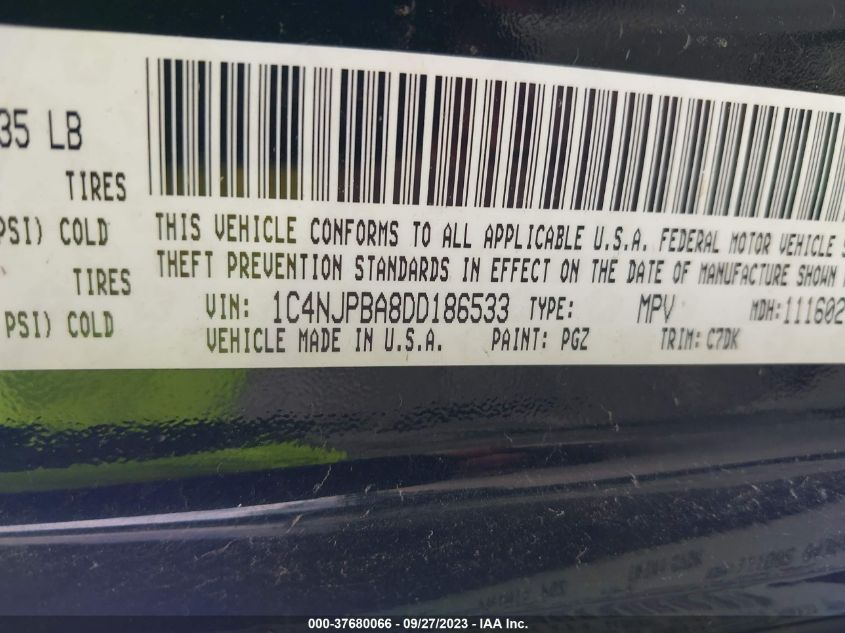 35 LB
TIRES
PSI) COLD
TIRES
PSI) COLD
THIS VEHICLE CONFORMS TO ALL APPLICABLE U.S.A. FEDERAL MOTOR VEHICLE S
THEFT PREVENTION STANDARDS IN EFFECT ON THE DATE OF MANUFACTURE SHOWN
VIN: 1C4NJPBA8DD186533 TYPE: MPV MDH:111602
VEHICLE MADE IN U.S.A. PAINT: PGZ TRIM: C7DK
000-37680066 / 09/27/2023 - IAA Inc.